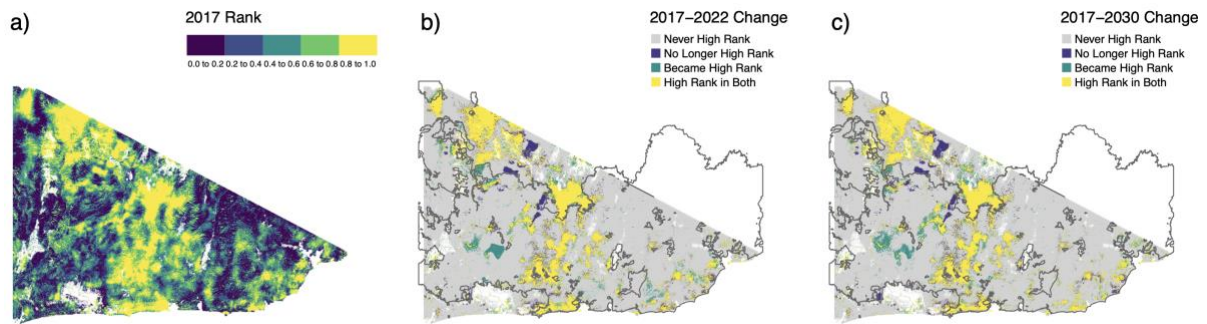 a)
2017 Rank
0.0 to 0.2 0.2 to 0.4 0.4 to 0.6 0.6 to 0.8 0.8 to 1.0
b)
2017–2022 Change
Never High Rank
No Longer High Rank
Became High Rank
High Rank in Both
c)
2017–2030 Change
Never High Rank
No Longer High Rank
Became High Rank
High Rank in Both